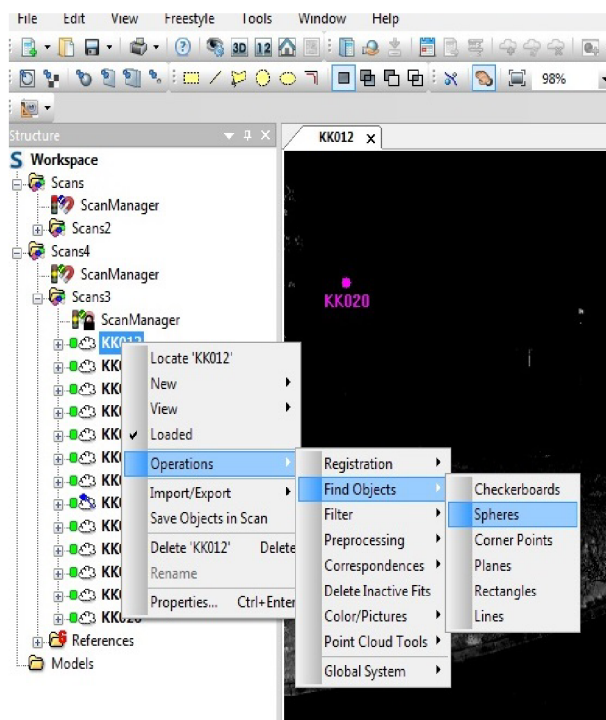 File Edit View Freestyle Tools Window Help
3D 12
98%
Structure
KK012 x
S Workspace
Scans
ScanManager
Scans2
Scans4
ScanManager
Scans3
ScanManager
KK012
KK020
Locate 'KK012'
New
View
Loaded
Operations
Import/Export
Save Objects in Scan
Delete 'KK012' Delete
Rename
Properties... Ctrl+Enter
Registration
Find Objects
Filter
Preprocessing
Correspondences
Delete Inactive Fits
Color/Pictures
Point Cloud Tools
Global System
Checkerboards
Spheres
Corner Points
Planes
Rectangles
Lines
References
Models